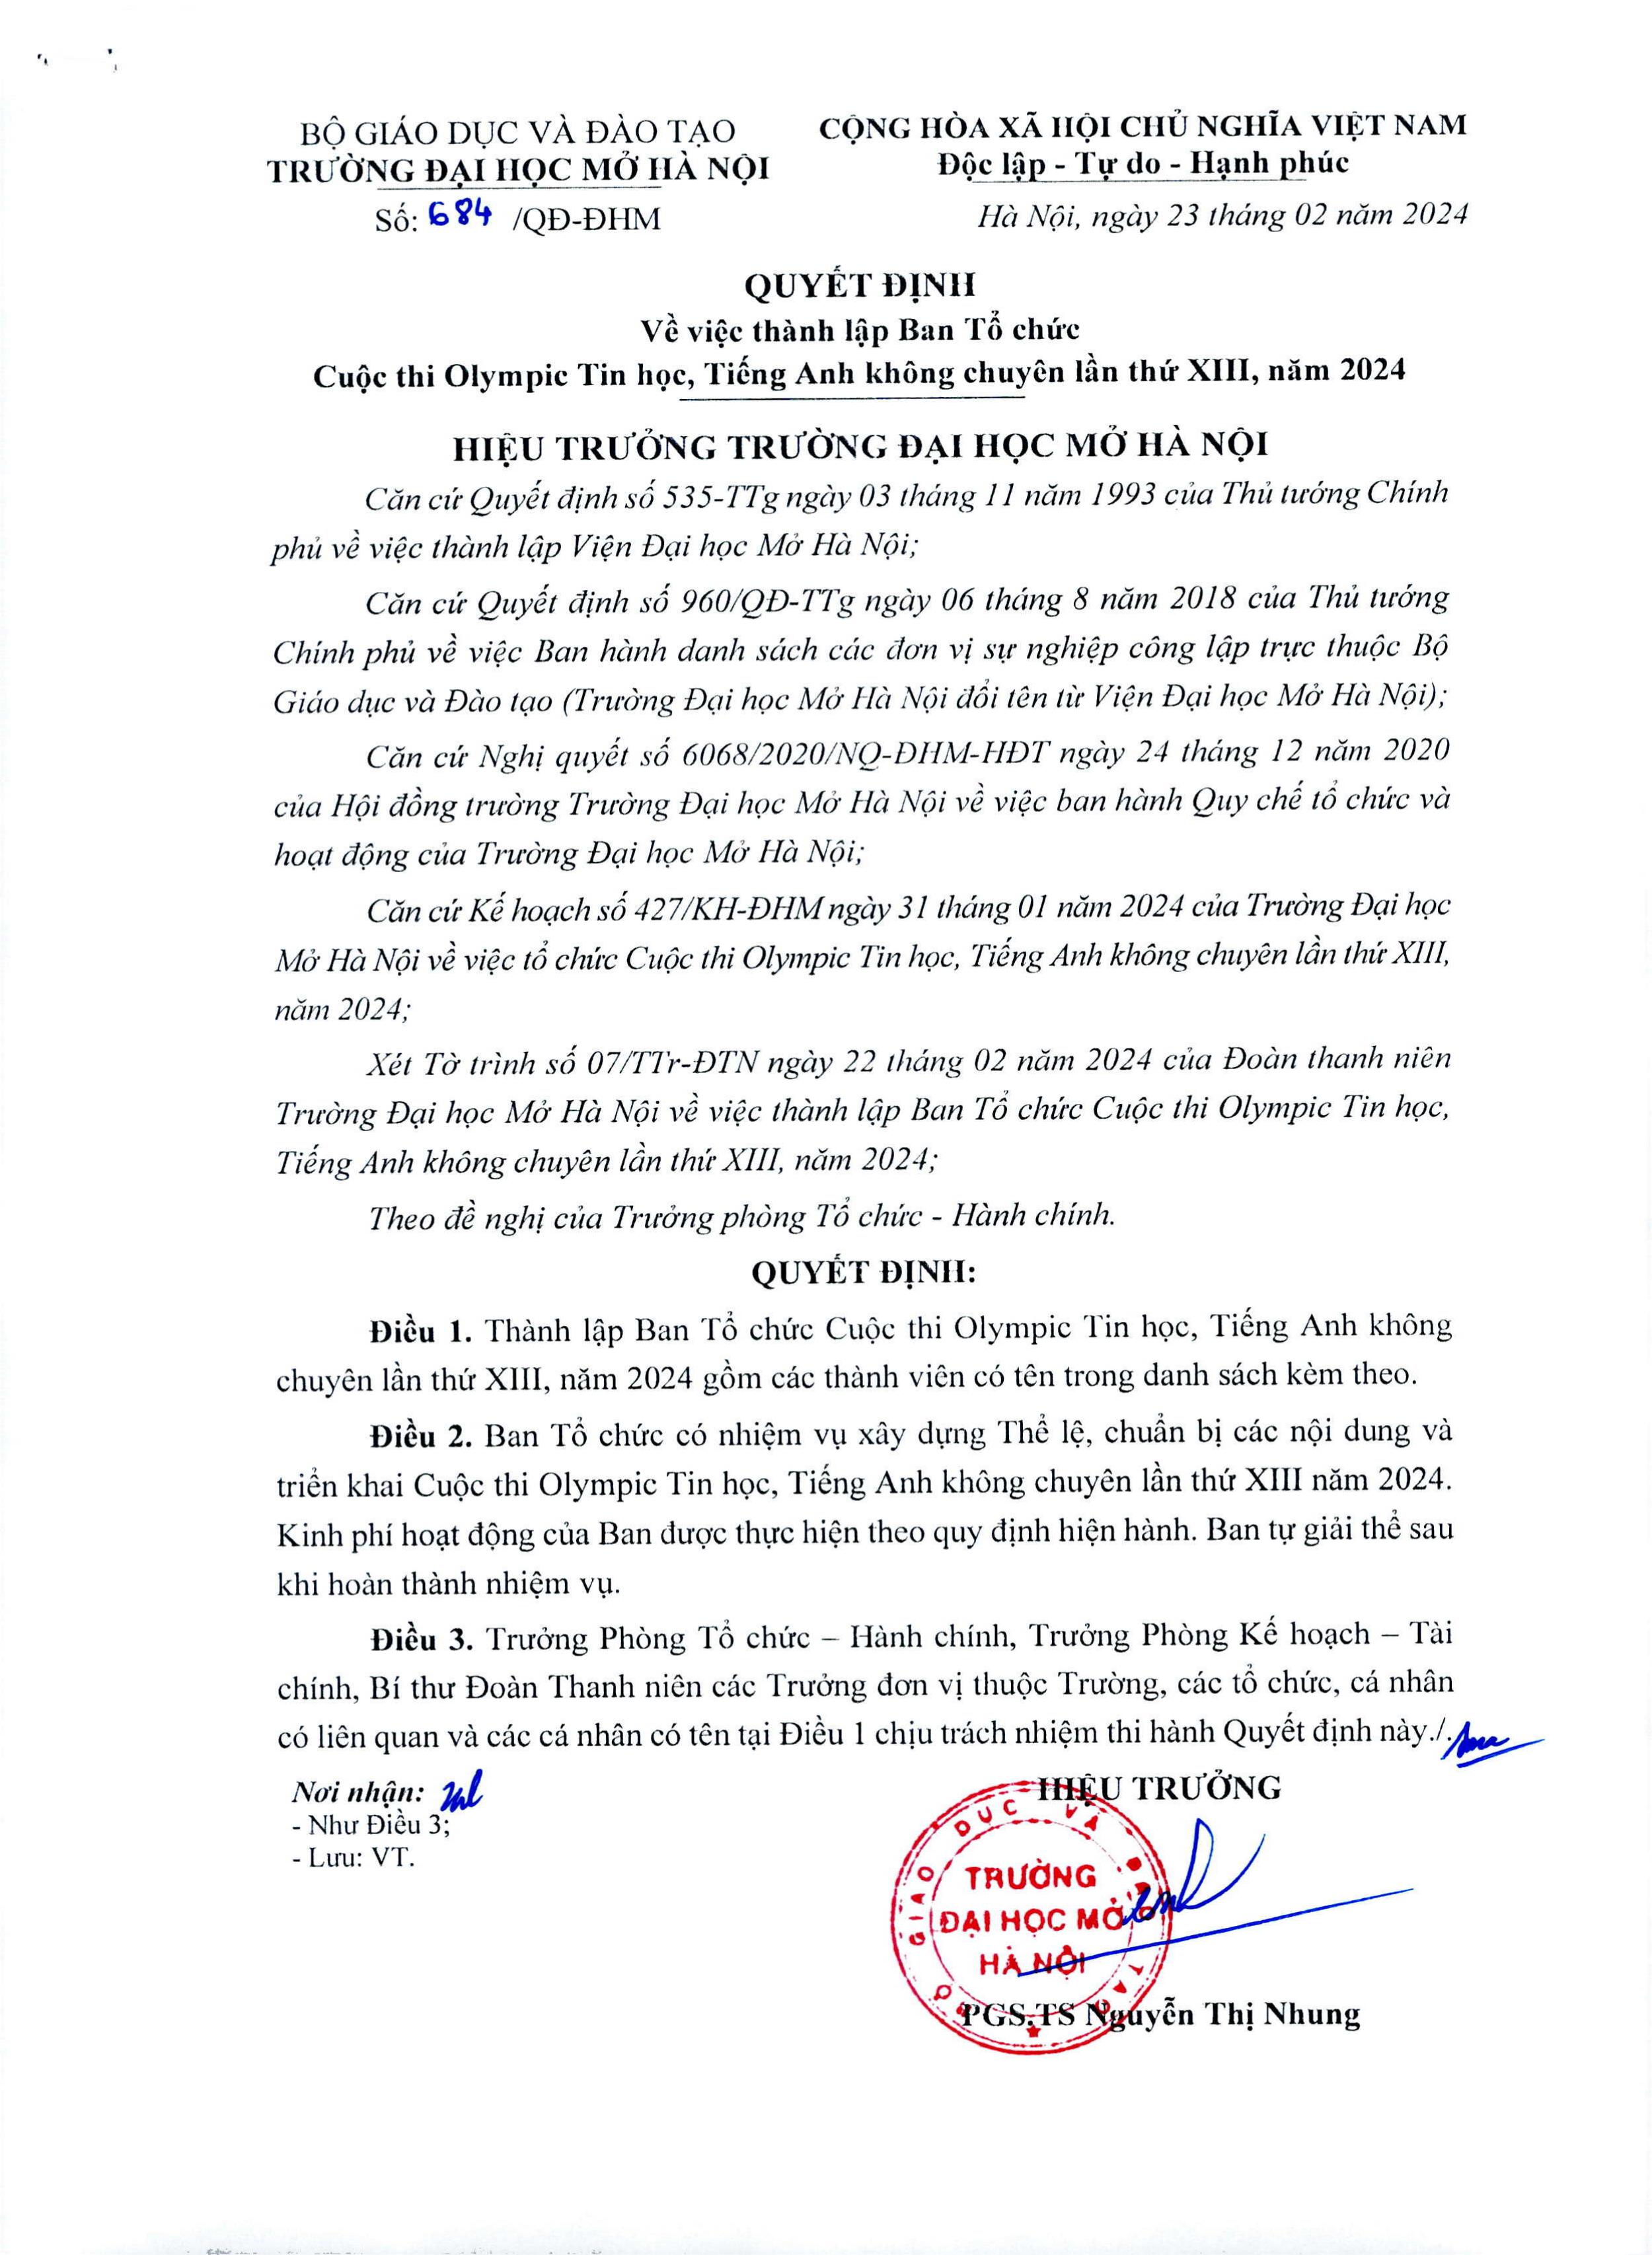 BỘ GIÁO DỤC VÀ ĐÀO TẠO
TRƯỜNG ĐẠI HỌC MỞ HÀ NỘI
Số: 684 /QĐ-ĐHM
CỘNG HÒA XÃ HỘI CHỦ NGHĨA VIỆT NAM
Độc lập - Tự do - Hạnh phúc
Hà Nội, ngày 23 tháng 02 năm 2024
QUYẾT ĐỊNH
Về việc thành lập Ban Tổ chức
Cuộc thi Olympic Tin học, Tiếng Anh không chuyên lần thứ XIII, năm 2024
HIỆU TRƯỞNG TRƯỜNG ĐẠI HỌC MỞ HÀ NỘI
Căn cứ Quyết định số 535-TTg ngày 03 tháng 11 năm 1993 của Thủ tướng Chính
phủ về việc thành lập Viện Đại học Mở Hà Nội;
Căn cứ Quyết định số 960/QĐ-TTg ngày 06 tháng 8 năm 2018 của Thủ tướng
Chính phủ về việc Ban hành danh sách các đơn vị sự nghiệp công lập trực thuộc Bộ
Giáo dục và Đào tạo (Trường Đại học Mở Hà Nội đổi tên từ Viện Đại học Mở Hà Nội);
Căn cứ Nghị quyết số 6068/2020/NQ-ĐHM-HĐT ngày 24 tháng 12 năm 2020
của Hội đồng trường Trường Đại học Mở Hà Nội về việc ban hành Quy chế tổ chức và
hoạt động của Trường Đại học Mở Hà Nội;
Căn cứ Kế hoạch số 427/KH-ĐHM ngày 31 tháng 01 năm 2024 của Trường Đại học
Mở Hà Nội về việc tổ chức Cuộc thi Olympic Tin học, Tiếng Anh không chuyên lần thứ XIII,
năm 2024;
Xét Tờ trình số 07/TTr-ĐTN ngày 22 tháng 02 năm 2024 của Đoàn thanh niên
Trường Đại học Mở Hà Nội về việc thành lập Ban Tổ chức Cuộc thi Olympic Tin học,
Tiếng Anh không chuyên lần thứ XIII, năm 2024;
Theo đề nghị của Trưởng phòng Tổ chức - Hành chính.
QUYẾT ĐỊNH:
Điều 1. Thành lập Ban Tổ chức Cuộc thi Olympic Tin học, Tiếng Anh không
chuyên lần thứ XIII, năm 2024 gồm các thành viên có tên trong danh sách kèm theo.
Điều 2. Ban Tổ chức có nhiệm vụ xây dựng Thể lệ, chuẩn bị các nội dung và
triển khai Cuộc thi Olympic Tin học, Tiếng Anh không chuyên lần thứ XIII năm 2024.
Kinh phí hoạt động của Ban được thực hiện theo quy định hiện hành. Ban tự giải thể sau
khi hoàn thành nhiệm vụ.
Điều 3. Trưởng Phòng Tổ chức – Hành chính, Trưởng Phòng Kế hoạch – Tài
chính, Bí thư Đoàn Thanh niên các Trưởng đơn vị thuộc Trường, các tổ chức, cá nhân
có liên quan và các cá nhân có tên tại Điều 1 chịu trách nhiệm thi hành Quyết định này./.
Nơi nhận:
- Như Điều 3;
- Lưu: VT.
HIỆU TRƯỞNG
BỘ GIÁO DỤC VÀ ĐÀO TẠO
TRƯỜNG
ĐẠI HỌC MỞ
HÀ NỘI
PGS.TS Nguyễn Thị Nhung